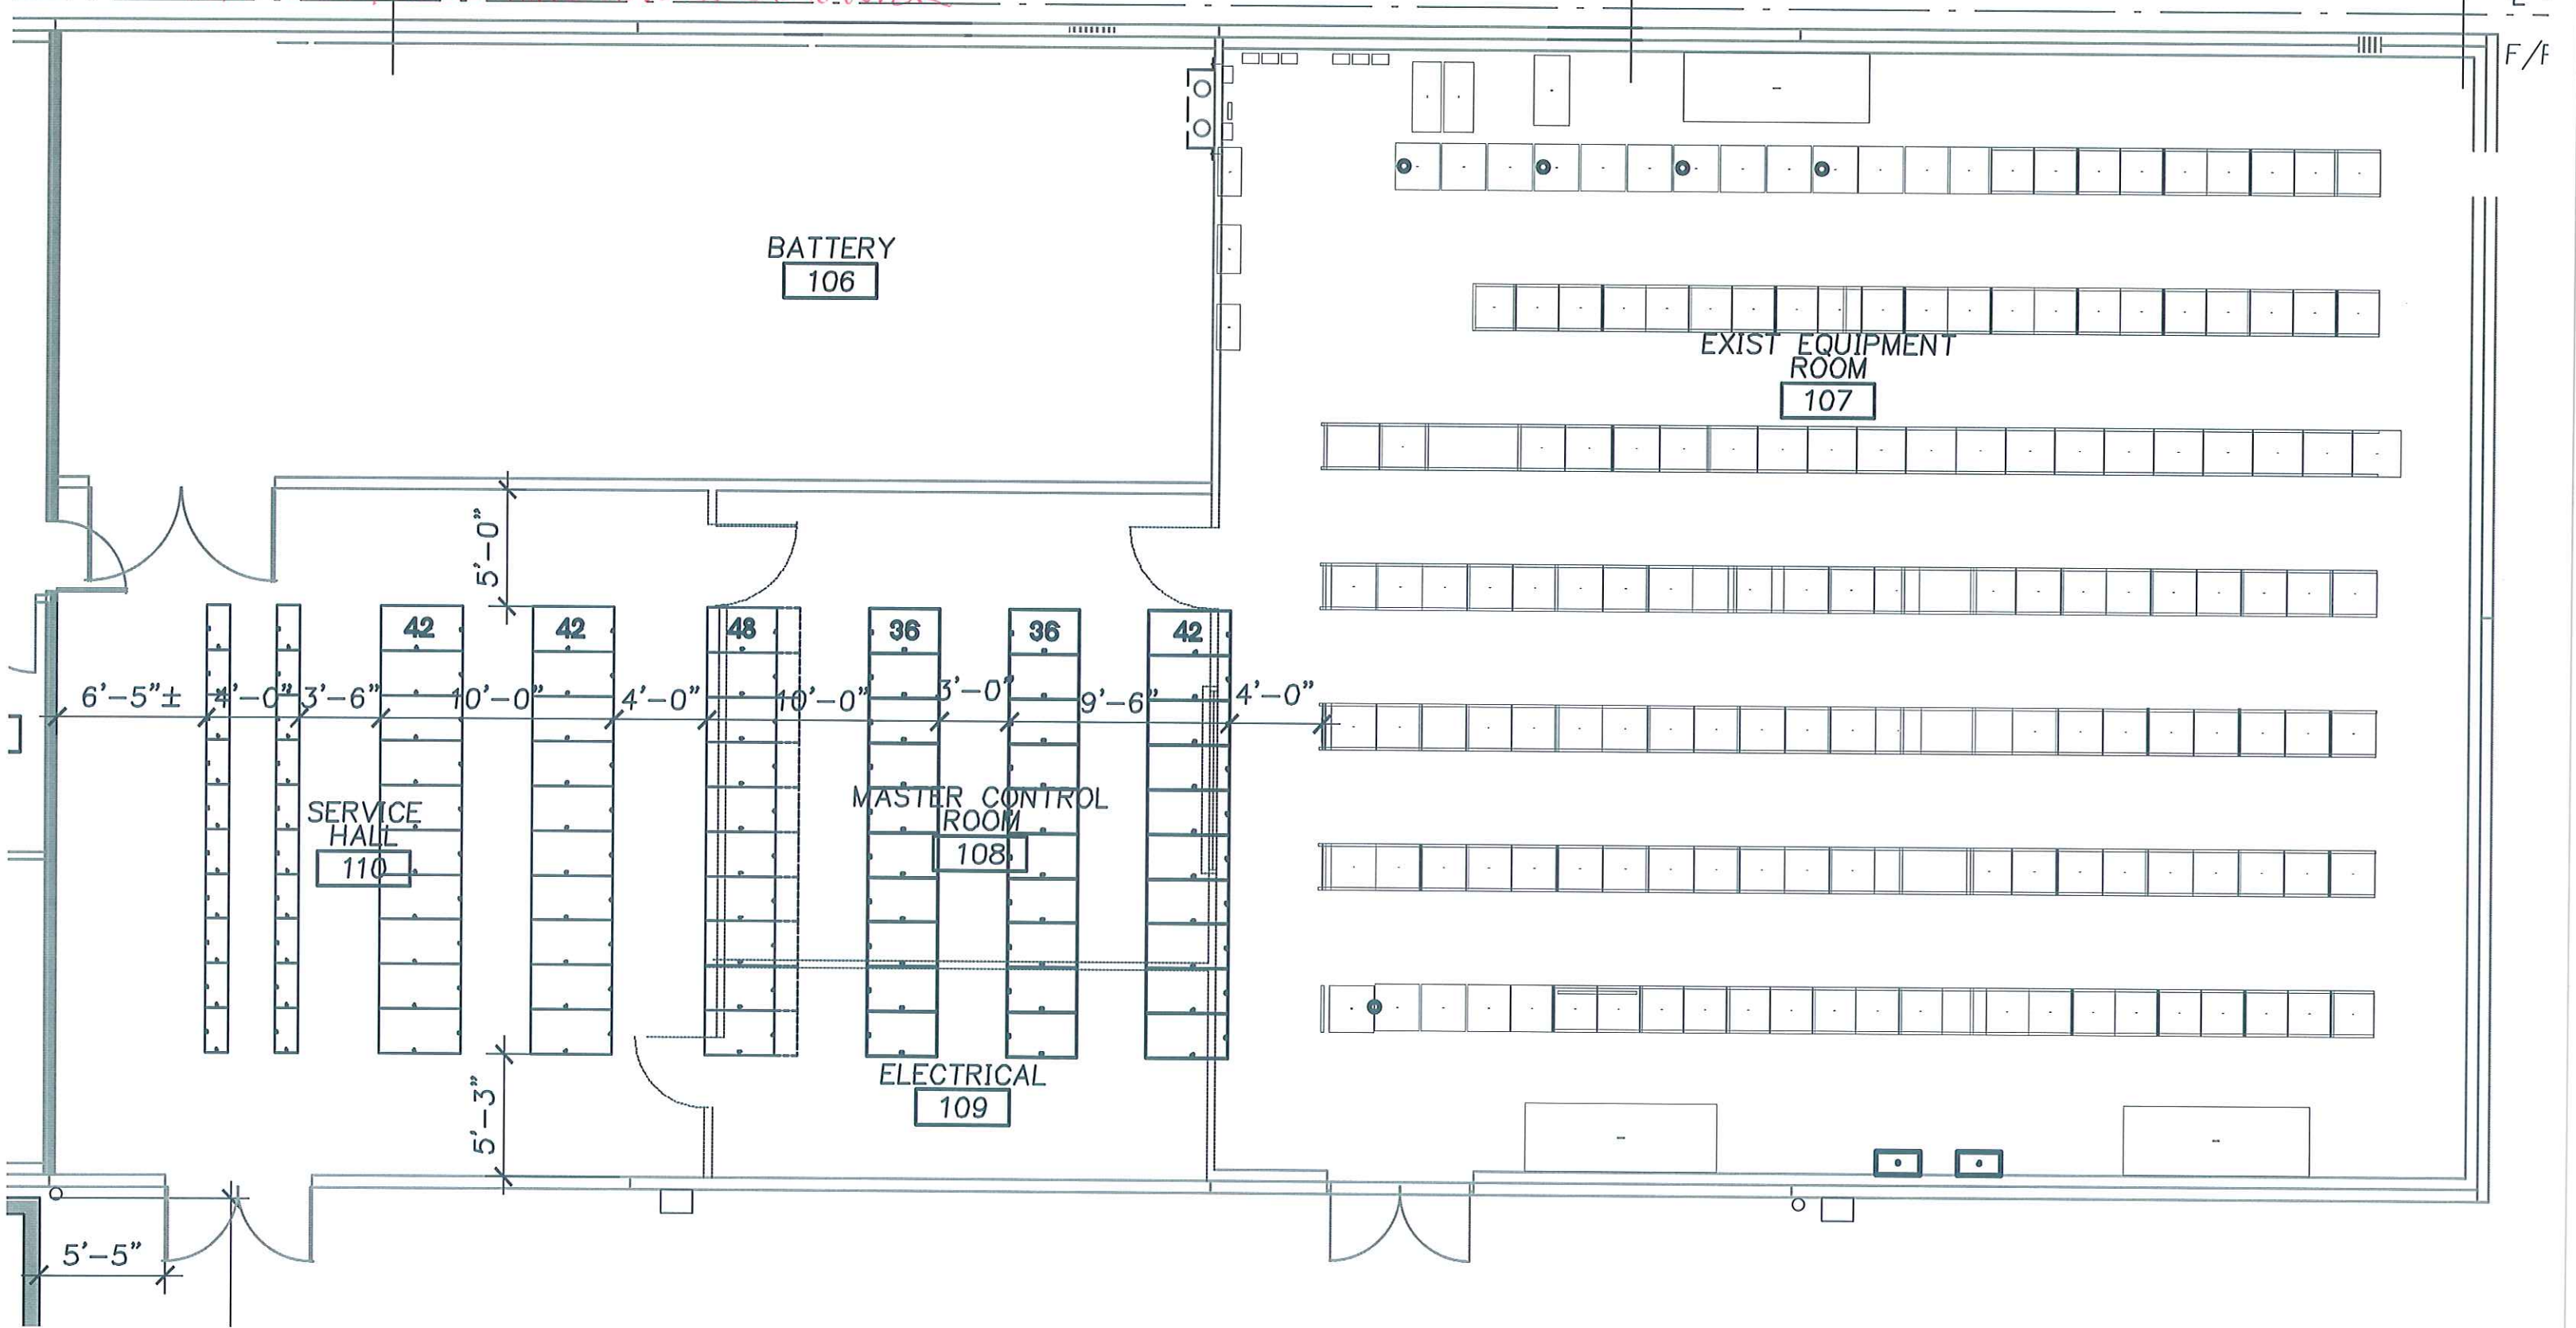 F/F
BATTERY
106
EXIST EQUIPMENT
ROOM
107
5'-0"
42
42
48
36
36
42
6'-5"±
4'-0"
3'-6"
10'-0"
4'-0"
10'-0"
3'-0"
9'-6"
4'-0"
SERVICE
HALL
110
MASTER CONTROL
ROOM
108
ELECTRICAL
109
5'-3"
5'-5"